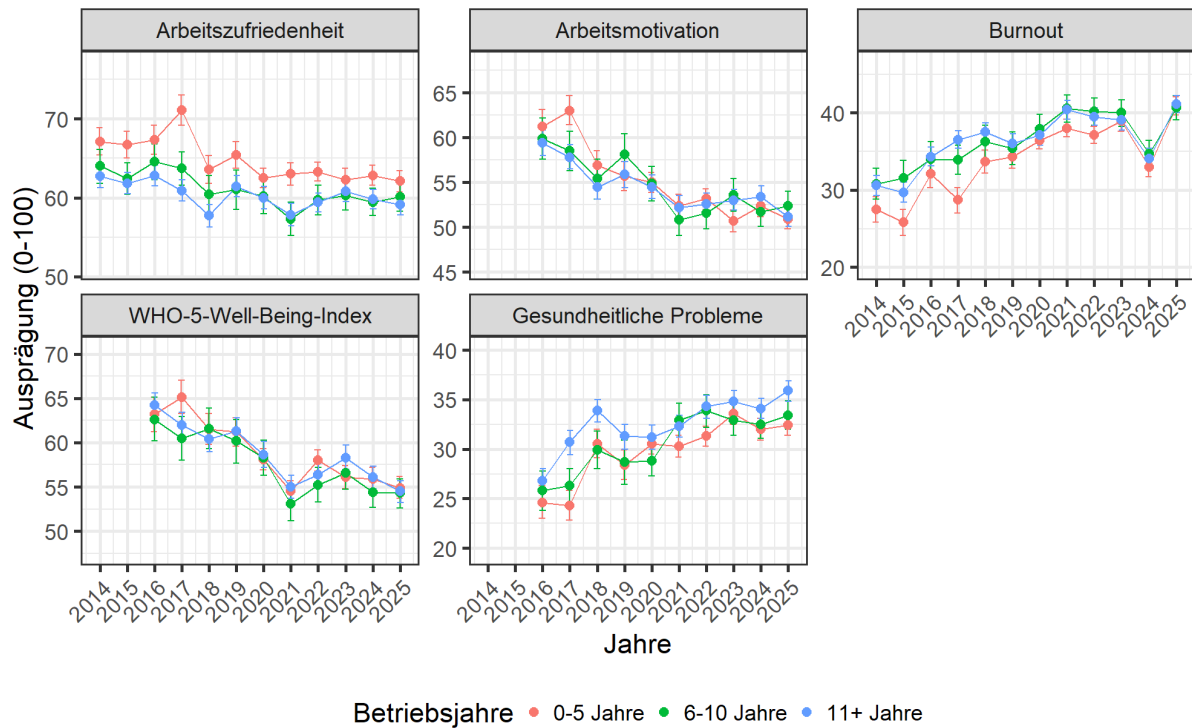 Arbeitszufriedenheit
Arbeitsmotivation
Burnout
70
60
50
65
60
55
50
45
40
30
20
2014 2015 2016 2017 2018 2019 2020 2021 2022 2023 2024 2025
Ausprägung (0-100)
WHO-5-Well-Being-Index
Gesundheitliche Probleme
70
65
60
55
50
40
35
30
25
20
2014 2015 2016 2017 2018 2019 2020 2021 2022 2023 2024 2025
2014 2015 2016 2017 2018 2019 2020 2021 2022 2023 2024 2025
Jahre
Betriebsjahre 0-5 Jahre 6-10 Jahre 11+ Jahre